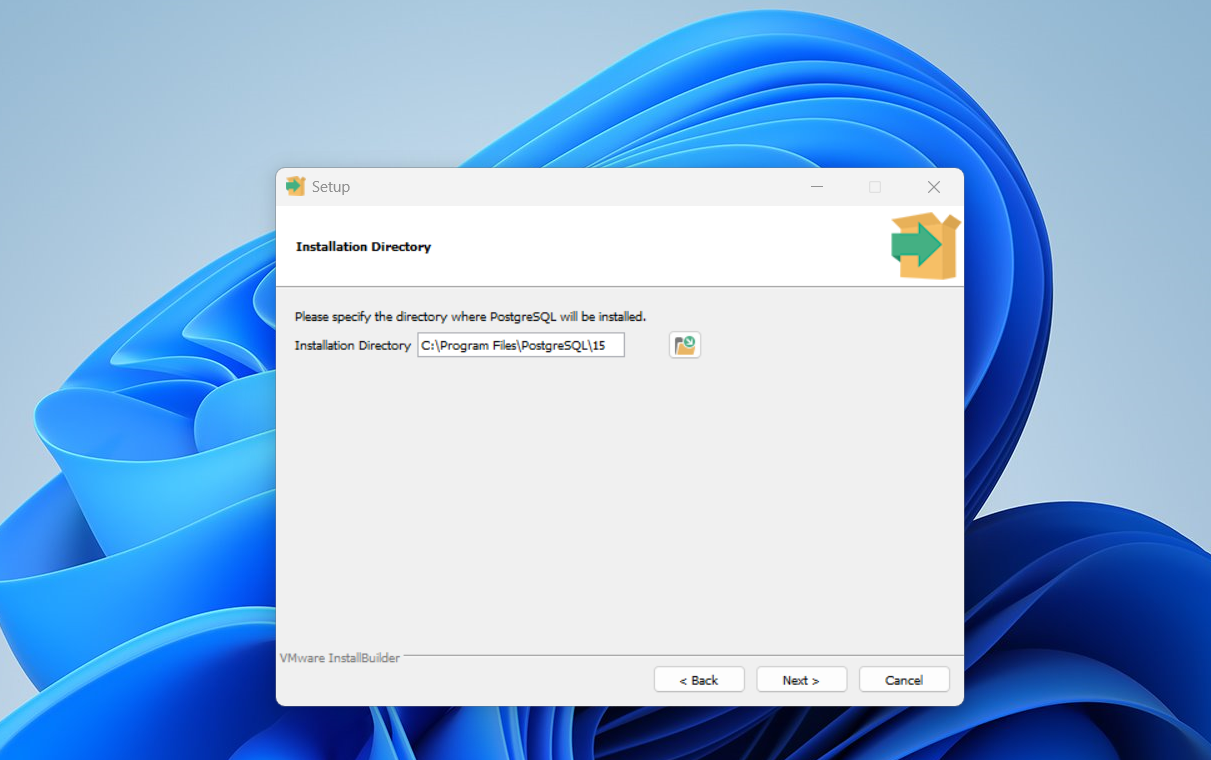 Setup
Installation Directory
Please specify the directory where PostgreSQL will be installed.
Installation Directory C:\Program Files\PostgreSQL\15
VMware InstallBuilder
< Back Next > Cancel